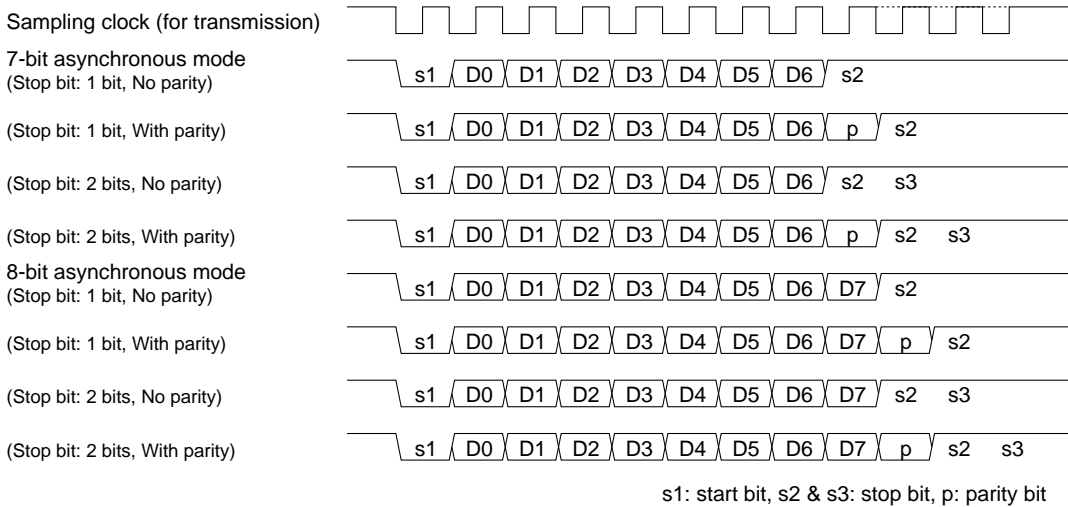 Sampling clock (for transmission)
7-bit asynchronous mode
(Stop bit: 1 bit, No parity) s1 D0 D1 D2 D3 D4 D5 D6 s2
(Stop bit: 1 bit, With parity) s1 D0 D1 D2 D3 D4 D5 D6 p s2
(Stop bit: 2 bits, No parity) s1 D0 D1 D2 D3 D4 D5 D6 s2 s3
(Stop bit: 2 bits, With parity) s1 D0 D1 D2 D3 D4 D5 D6 p s2 s3
8-bit asynchronous mode
(Stop bit: 1 bit, No parity) s1 D0 D1 D2 D3 D4 D5 D6 D7 s2
(Stop bit: 1 bit, With parity) s1 D0 D1 D2 D3 D4 D5 D6 D7 p s2
(Stop bit: 2 bits, No parity) s1 D0 D1 D2 D3 D4 D5 D6 D7 s2 s3
(Stop bit: 2 bits, With parity) s1 D0 D1 D2 D3 D4 D5 D6 D7 p s2 s3
s1: start bit, s2 & s3: stop bit, p: parity bit